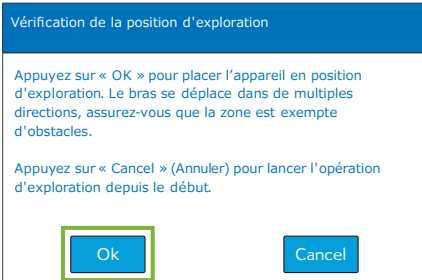 Vérification de la position d'exploration
Appuyez sur « OK » pour placer l'appareil en position
d'exploration. Le bras se déplace dans de multiples
directions, assurez-vous que la zone est exempte
d'obstacles.
Appuyez sur « Cancel » (Annuler) pour lancer l'opération
d'exploration depuis le début.
Ok
Cancel